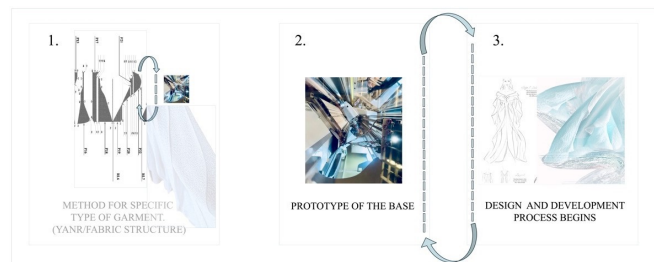 1.
METHOD FOR SPECIFIC
TYPE OF GARMENT.
(YANR/FABRIC STRUCTURE)
2.
PROTOTYPE OF THE BASE
3.
DESIGN AND DEVELOPMENT
PROCESS BEGINS